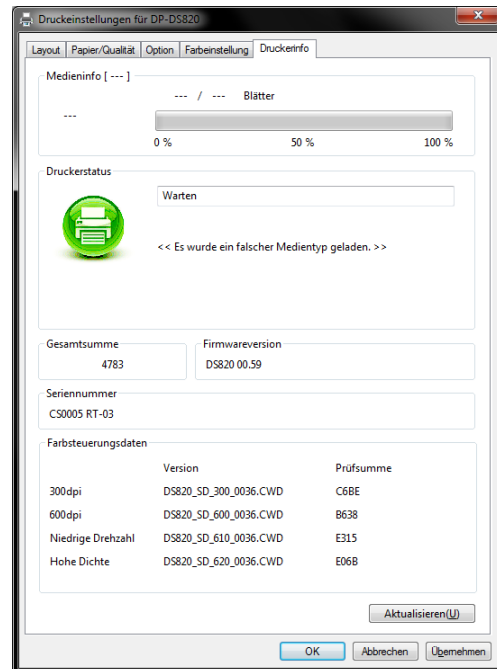 Druckeinstellungen für DP-DS820
Layout Papier/Qualität Option Farbeinstellung Druckerinfo
Medieninfo [ --- ]
--- / --- Blätter
---
0 % 50 % 100 %
Druckerstatus
Warten
<< Es wurde ein falscher Medientyp geladen. >>
Gesamtsumme Firmwareversion
4783 DS820 00.59
Seriennummer
CS0005 RT-03
Farbsteuerungsdaten
Version Prüfsumme
300dpi DS820_SD_300_0036.CWD C6BE
600dpi DS820_SD_600_0036.CWD B638
Niedrige Drehzahl DS820_SD_610_0036.CWD E315
Hohe Dichte DS820_SD_620_0036.CWD E06B
Aktualisieren(U)
OK Abbrechen Übernehmen